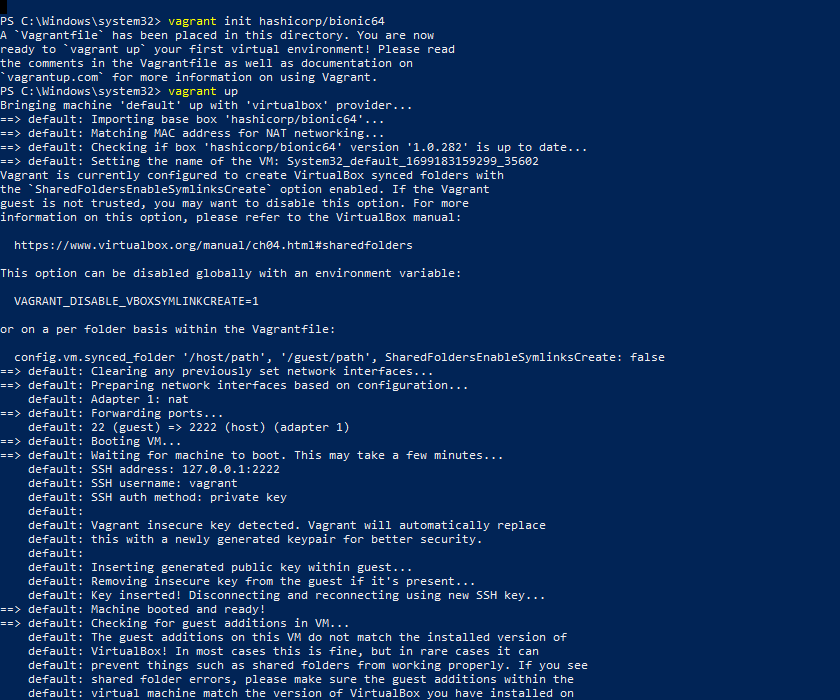 PS C:\Windows\system32> vagrant init hashicorp/bionic64
A `Vagrantfile` has been placed in this directory. You are now
ready to `vagrant up` your first virtual environment! Please read
the comments in the Vagrantfile as well as documentation on
`vagrantup.com` for more information on using Vagrant.
PS C:\Windows\system32> vagrant up
Bringing machine 'default' up with 'virtualbox' provider...
==> default: Importing base box 'hashicorp/bionic64'...
==> default: Matching MAC address for NAT networking...
==> default: Checking if box 'hashicorp/bionic64' version '1.0.282' is up to date...
==> default: Setting the name of the VM: System32_default_1699183159299_35602
Vagrant is currently configured to create VirtualBox synced folders with
the `SharedFoldersEnableSymlinksCreate` option enabled. If the Vagrant
guest is not trusted, you may want to disable this option. For more
information on this option, please refer to the VirtualBox manual:

  https://www.virtualbox.org/manual/ch04.html#sharedfolders

This option can be disabled globally with an environment variable:

  VAGRANT_DISABLE_VBOXSYMLINKCREATE=1

or on a per folder basis within the Vagrantfile:

  config.vm.synced_folder '/host/path', '/guest/path', SharedFoldersEnableSymlinksCreate: false
==> default: Clearing any previously set network interfaces...
==> default: Preparing network interfaces based on configuration...
    default: Adapter 1: nat
==> default: Forwarding ports...
    default: 22 (guest) => 2222 (host) (adapter 1)
==> default: Booting VM...
==> default: Waiting for machine to boot. This may take a few minutes...
    default: SSH address: 127.0.0.1:2222
    default: SSH username: vagrant
    default: SSH auth method: private key
    default:
    default: Vagrant insecure key detected. Vagrant will automatically replace
    default: this with a newly generated keypair for better security.
    default:
    default: Inserting generated public key within guest...
    default: Removing insecure key from the guest if it's present...
    default: Key inserted! Disconnecting and reconnecting using new SSH key...
==> default: Machine booted and ready!
==> default: Checking for guest additions in VM...
    default: The guest additions on this VM do not match the installed version of
    default: VirtualBox! In most cases this is fine, but in rare cases it can
    default: prevent things such as shared folders from working properly. If you see
    default: shared folder errors, please make sure the guest additions within the
    default: virtual machine match the version of VirtualBox you have installed on